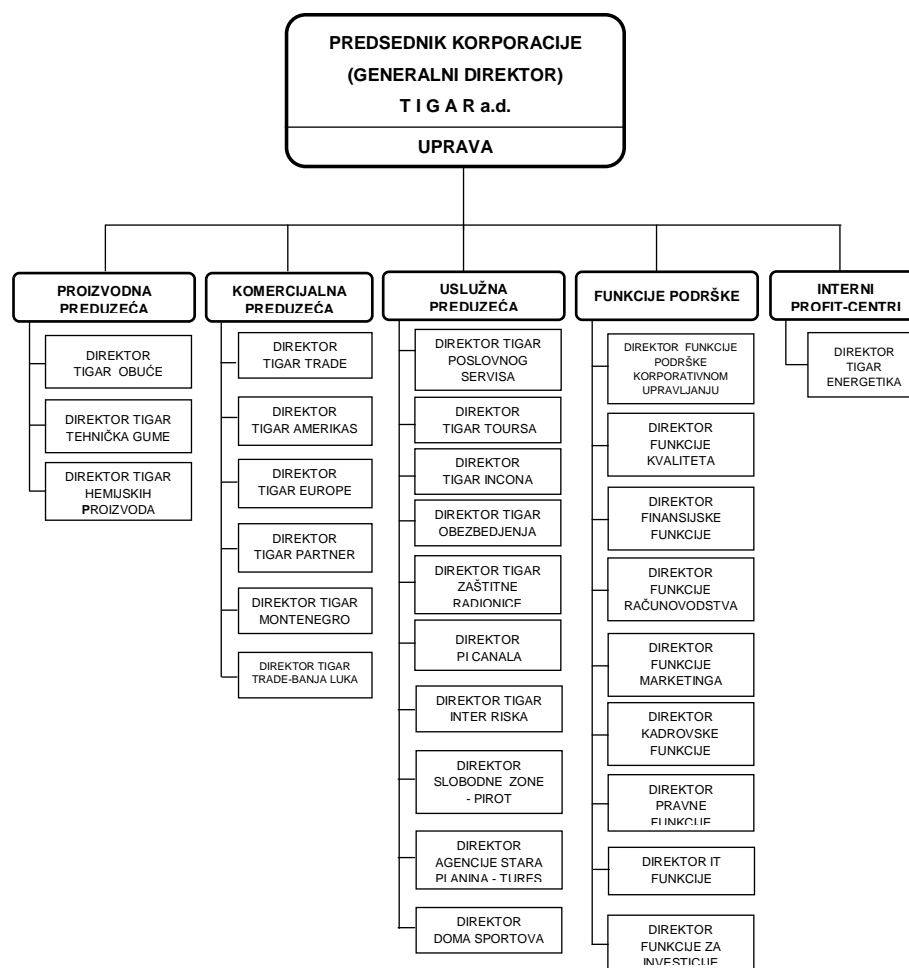 PREDSEDNIK KORPORACIJE
(GENERALNI DIREKTOR)
T I G A R a.d.
UPRAVA
PROIZVODNA
PREDUZEĆA
DIREKTOR
TIGAR OBUĆE
DIREKTOR TIGAR
TEHNIČKA GUME
DIREKTOR TIGAR
HEMIJSKIH
PROIZVODA
KOMERCIJALNA
PREDUZEĆA
DIREKTOR
TIGAR TRADE
DIREKTOR
TIGAR AMERIKAS
DIREKTOR
TIGAR EUROPE
DIREKTOR
TIGAR PARTNER
DIREKTOR TIGAR
MONTENEGRO
DIREKTOR TIGAR
TRADE-BANJA LUKA
USLUŽNA
PREDUZEĆA
DIREKTOR TIGAR
POSLOVNOG
SERVISA
DIREKTOR
TIGAR TOURSA
DIREKTOR
TIGAR INCONA
DIREKTOR TIGAR
OBEZBEDJENJA
DIREKTOR TIGAR
ZAŠTITNE
RADIONICE
DIREKTOR
PI CANALA
DIREKTOR TIGAR
INTER RISKA
DIREKTOR
SLOBODNE ZONE
- PIROT
DIREKTOR
AGENCIJE STARA
PLANINA - TURES
DIREKTOR
DOMA SPORTOVA
FUNKCIJE PODRŠKE
DIREKTOR FUNKCIJE
PODRŠKE
KORPORATIVNOM
UPRAVLJANJU
DIREKTOR
FUNKCIJE
KVALITETA
DIREKTOR
FINANSIJSKE
FUNKCIJE
DIREKTOR
FUNKCIJE
RAČUNOVODSTVA
DIREKTOR
FUNKCIJE
MARKETINGA
DIREKTOR
KADROVSKE
FUNKCIJE
DIREKTOR
PRAVNE
FUNKCIJE
DIREKTOR IT
FUNKCIJE
DIREKTOR
FUNKCIJE ZA
INVESTICIJE
INTERNI
PROFIT-CENTRI
DIREKTOR
TIGAR
ENERGETIKA